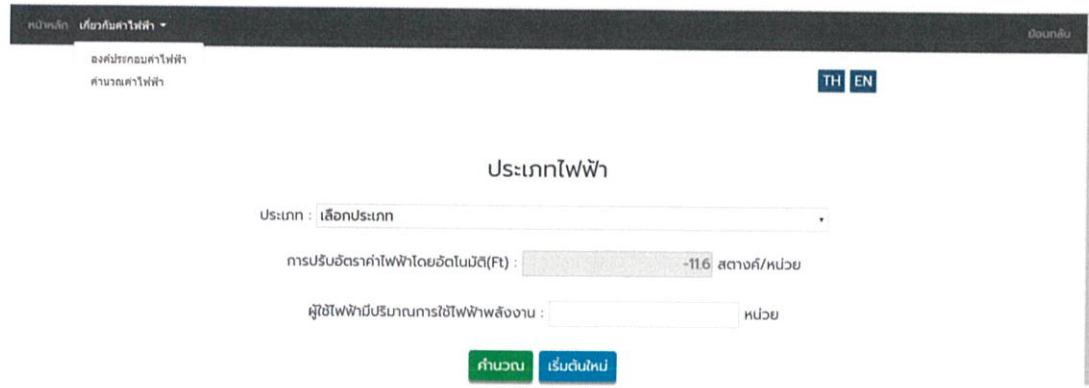 หน้าหลัก เกี่ยวกับค่าไฟฟ้า ย้อนกลับ
องค์ประกอบค่าไฟฟ้า
คำนวณค่าไฟฟ้า
TH EN
ประเภทไฟฟ้า
ประเภท : เลือกประเภท
การปรับอัตราค่าไฟฟ้าโดยอัตโนมัติ(Ft) : -11.6 สตางค์/หน่วย
ผู้ใช้ไฟฟ้ามีปริมาณการใช้ไฟฟ้าพลังงาน : หน่วย
คำนวณ เริ่มต้นใหม่